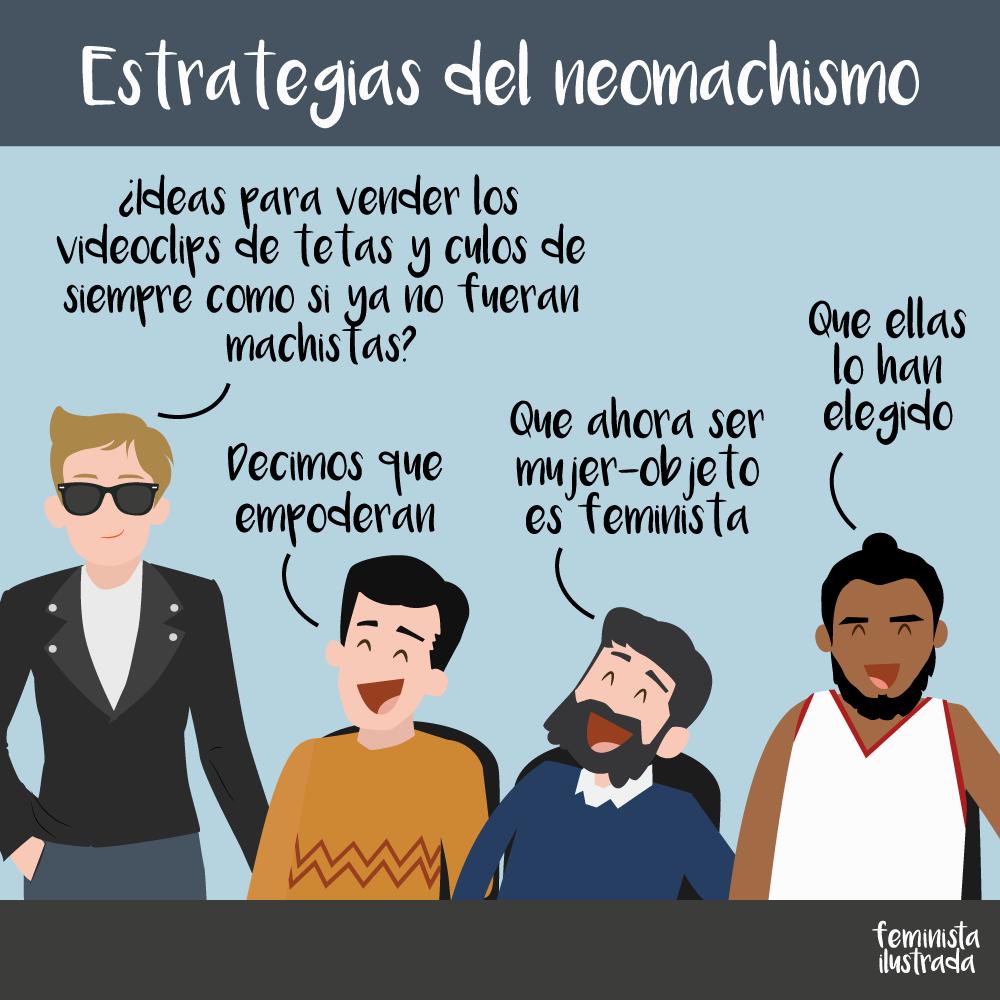 Estrategias del neomachismo
¿Ideas para vender los
videoclips de tetas y culos de
siempre como si ya no fueran
machistas?
Decimos que
empoderan
Que ahora ser
mujer-objeto
es feminista
Que ellas
lo han
elegido
feminista
ilustrada